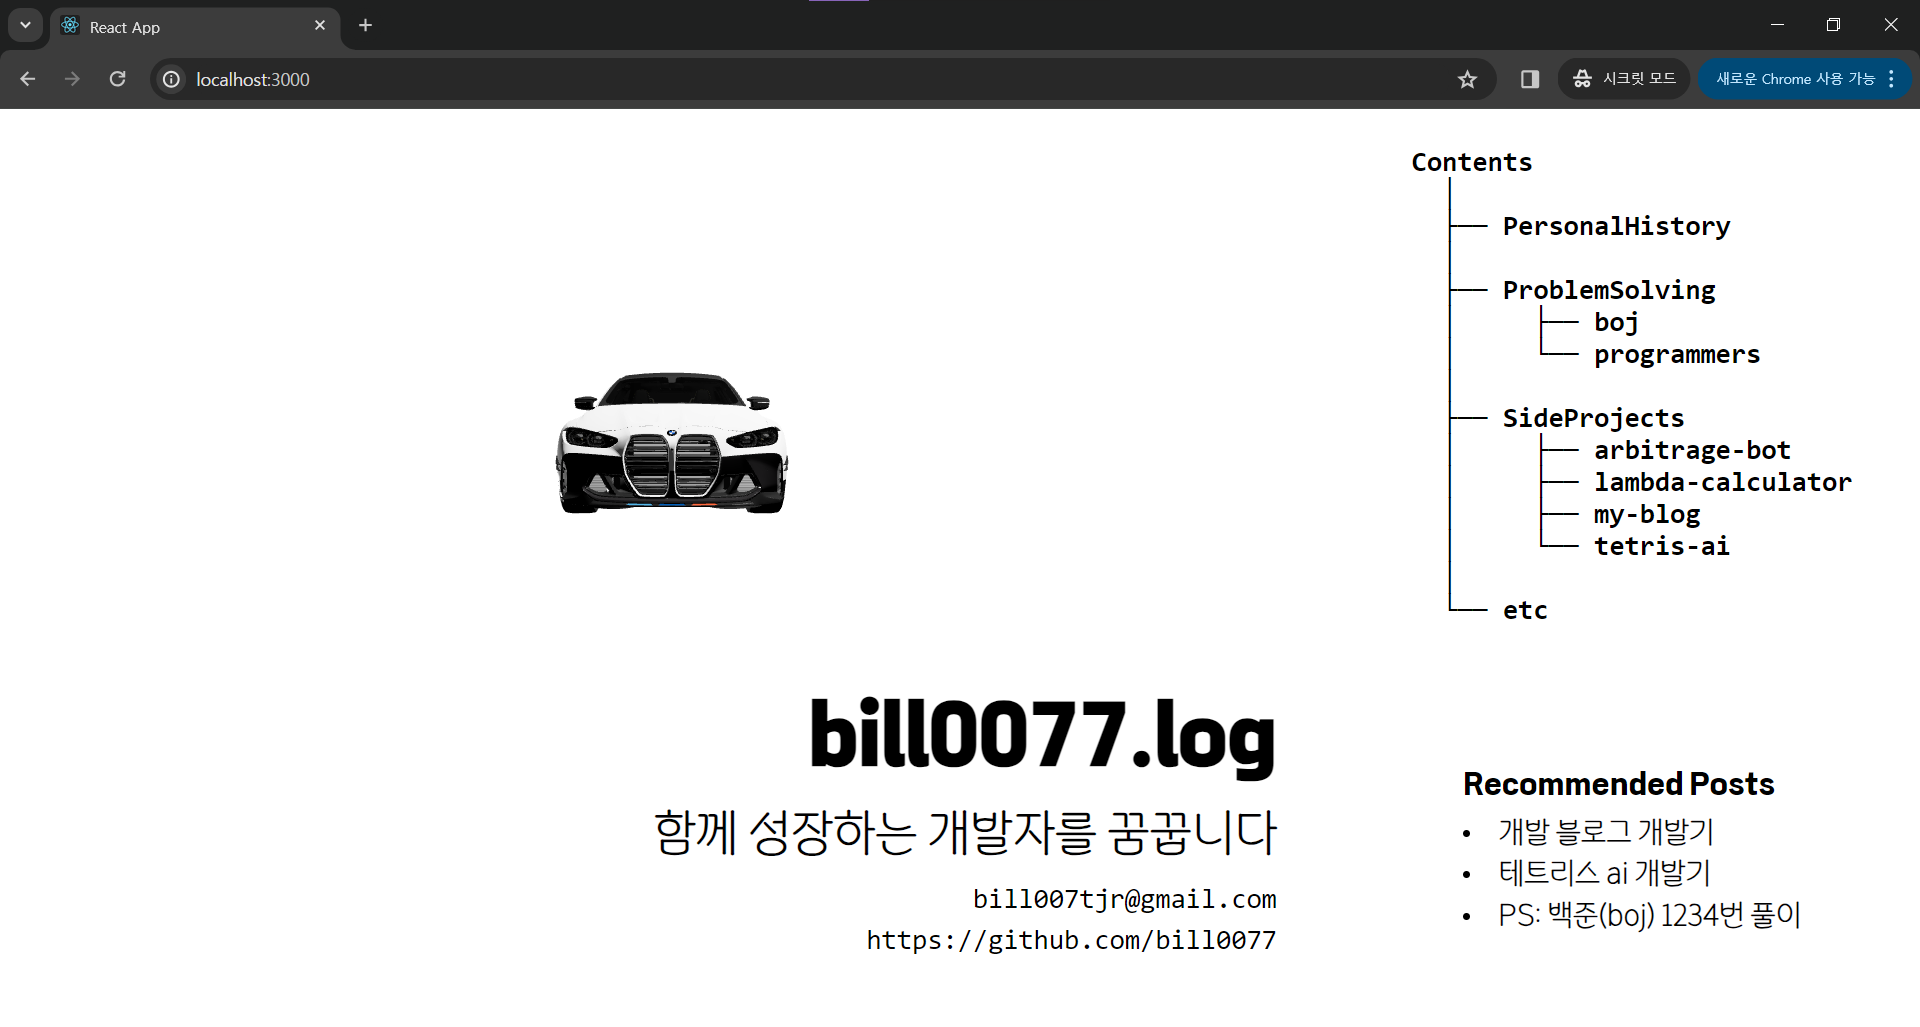 React App
localhost:3000
시크릿 모드
새로운 Chrome 사용 가능
Contents
PersonalHistory
ProblemSolving
boj
programmers
SideProjects
arbitrage-bot
lambda-calculator
my-blog
tetris-ai
etc
bill0077.log
함께 성장하는 개발자를 꿈꿉니다
bill007tjr@gmail.com
https://github.com/bill0077
Recommended Posts
• 개발 블로그 개발기
• 테트리스 ai 개발기
• PS: 백준(boj) 1234번 풀이